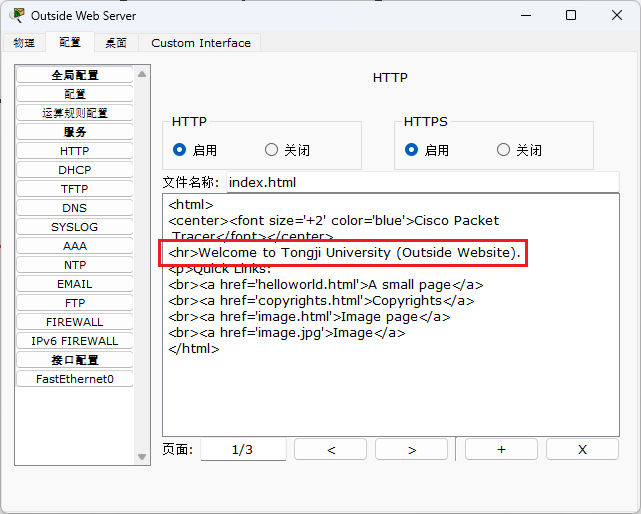 Outside Web Server
物理 配置 桌面 Custom Interface
全局配置
配置
运算规则配置
服务
HTTP
DHCP
TFTP
DNS
SYSLOG
AAA
NTP
EMAIL
FTP
FIREWALL
IPv6 FIREWALL
接口配置
FastEthernet0
HTTP
HTTP
启用 关闭
HTTPS
启用 关闭
文件名称: index.html
<html>
<center><font size='+2' color='blue'>Cisco Packet
Tracer</font></center>
<hr>Welcome to Tongji University (Outside Website).
<p>Quick Links:
<br><a href='helloworld.html'>A small page</a>
<br><a href='copyrights.html'>Copyrights</a>
<br><a href='image.html'>Image page</a>
<br><a href='image.jpg'>Image</a>
</html>
页面: 1/3 < > + X